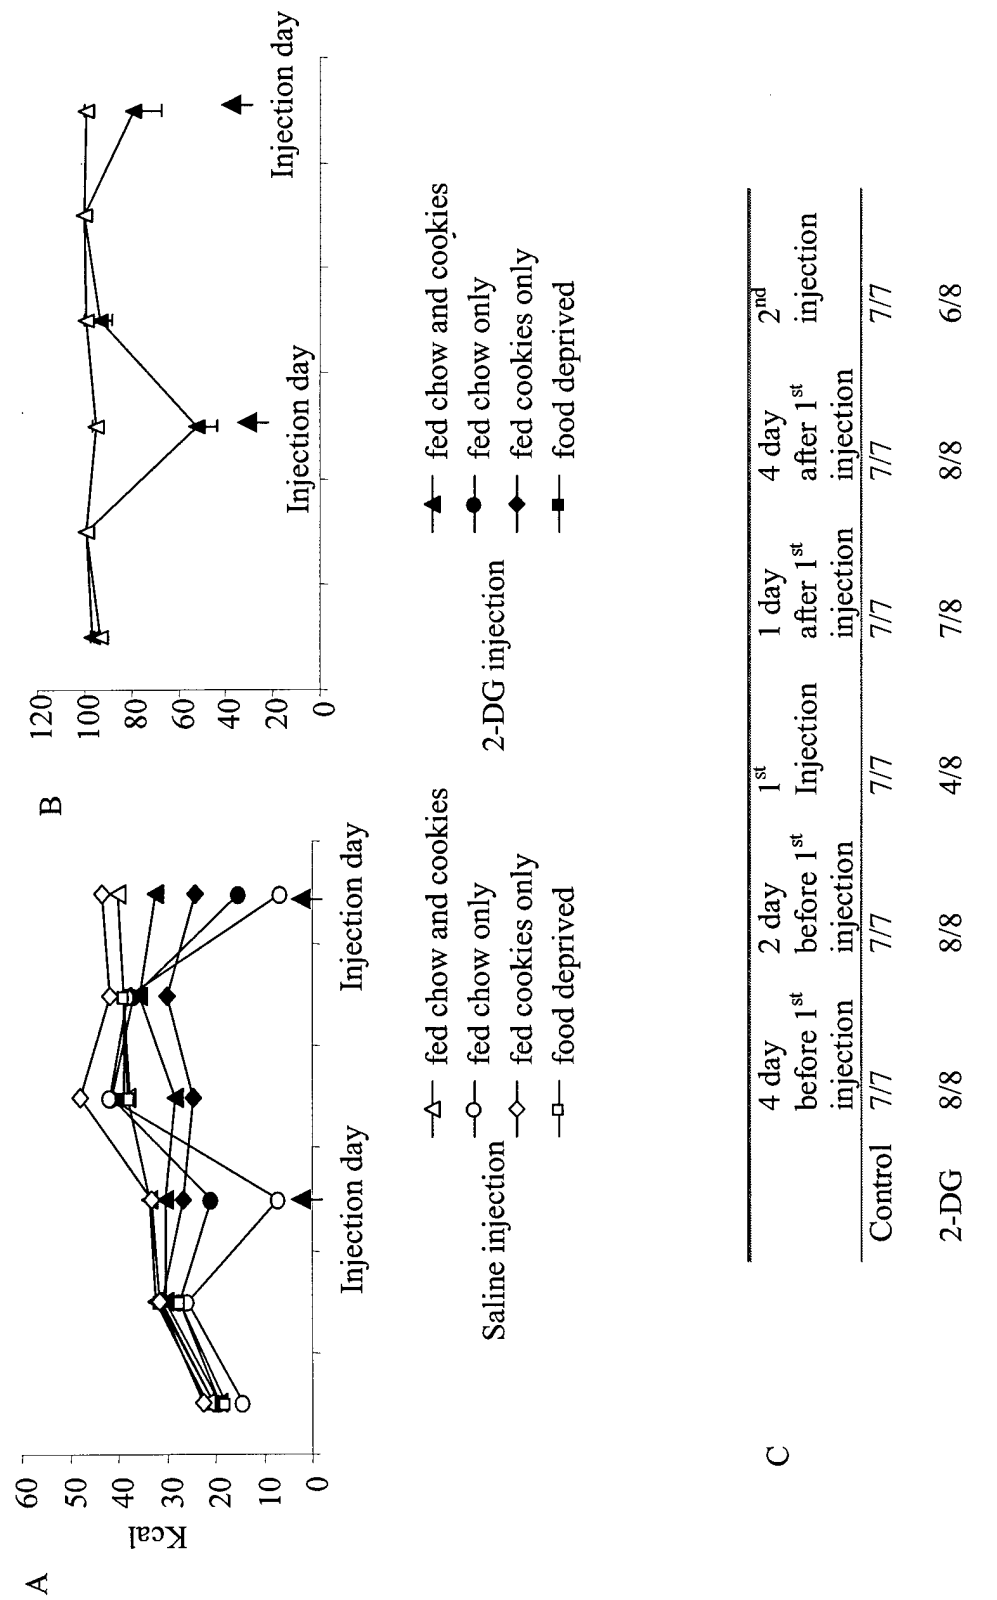 A
Kcal
60
50
40
30
20
10
0
Injection day
Injection day
B
120
100
80
60
40
20
0
Injection day
Injection day
Saline injection
fed chow and cookies
fed chow only
fed cookies only
food deprived
2-DG injection
fed chow and cookies
fed chow only
fed cookies only
food deprived
C
4 day before 1st injection
2 day before 1st injection
1st Injection
1 day after 1st injection
4 day after 1st injection
2nd injection
Control 7/7 7/7 7/7 7/7 7/7 7/7
2-DG 8/8 8/8 4/8 7/8 8/8 6/8